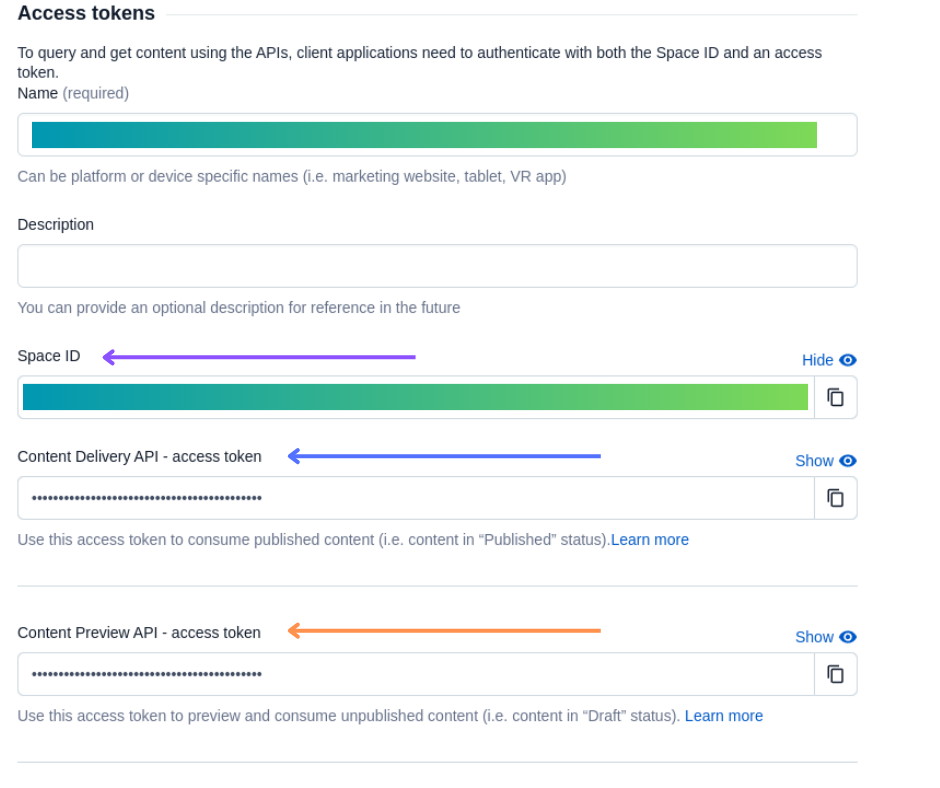 Access tokens
To query and get content using the APIs, client applications need to authenticate with both the Space ID and an access
token.
Name (required)
Can be platform or device specific names (i.e. marketing website, tablet, VR app)
Description
You can provide an optional description for reference in the future
Space ID
Hide
Content Delivery API - access token
Show
•••••••••••••••••••••••••••••••••••••••••••
Use this access token to consume published content (i.e. content in “Published” status).Learn more
Content Preview API - access token
Show
•••••••••••••••••••••••••••••••••••••••••••
Use this access token to preview and consume unpublished content (i.e. content in “Draft” status). Learn more